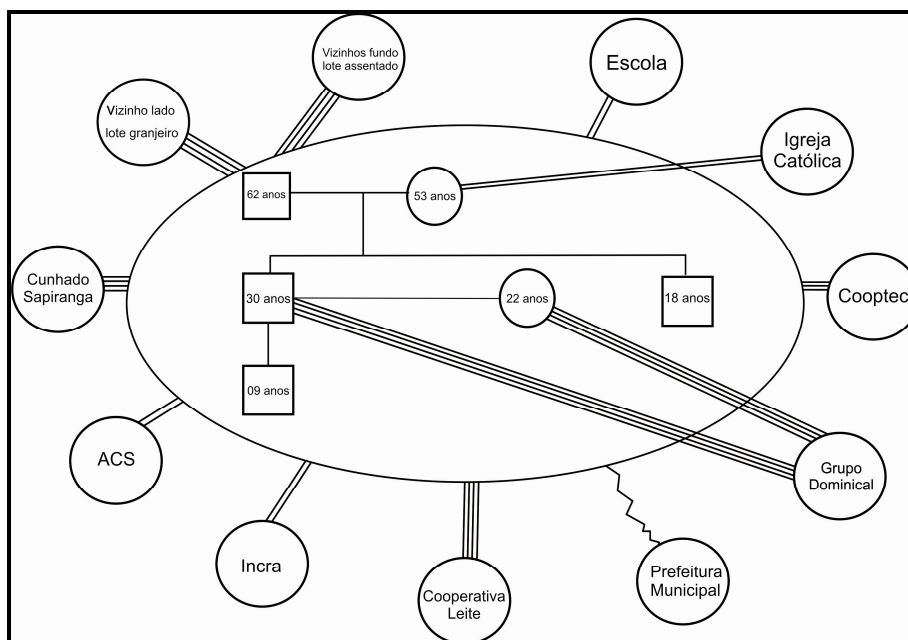 Vizinhos fundo
lote assentado
Escola
Vizinho lado
lote granjeiro
Igreja
Católica
62 anos
53 anos
Cunhado
Sapiranga
30 anos
22 anos
18 anos
Cooptec
09 anos
ACS
Grupo
Dominical
Incra
Cooperativa
Leite
Prefeitura
Municipal